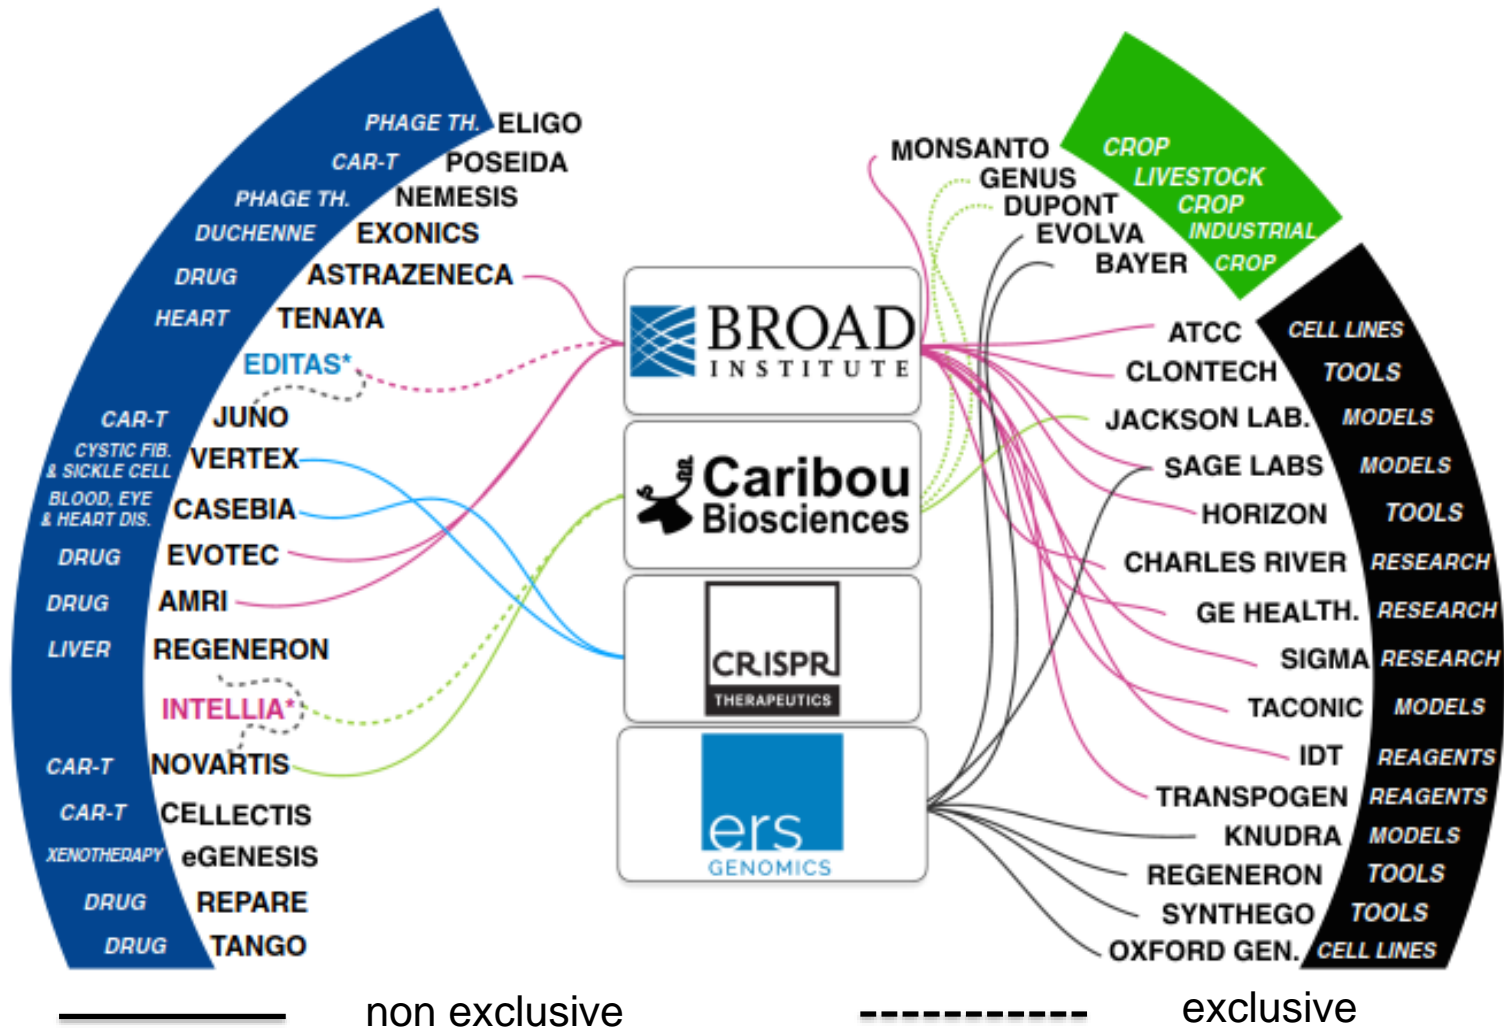 PHAGE TH. ELIGO
CAR-T POSEIDA
PHAGE TH. NEMESIS
DUCHENNE EXONICS
DRUG ASTRAZENECA
HEART TENAYA
EDITAS*
CAR-T JUNO
CYSTIC FIB.
& SICKLE CELL VERTEX
BLOOD, EYE
& HEART DIS. CASEBIA
DRUG EVOTEC
DRUG AMRI
LIVER REGENERON
INTELLIA*
CAR-T NOVARTIS
CAR-T CELLECTIS
XENOTHERAPY eGENESIS
DRUG REPARE
DRUG TANGO
BROAD
INSTITUTE
Caribou
Biosciences
CRISPR
THERAPEUTICS
ers
GENOMICS
MONSANTO CROP
GENUS LIVESTOCK
DUPONT CROP
EVOLVA INDUSTRIAL
BAYER CROP
ATCC CELL LINES
CLONTECH TOOLS
JACKSON LAB. MODELS
SAGE LABS MODELS
HORIZON TOOLS
CHARLES RIVER RESEARCH
GE HEALTH. RESEARCH
SIGMA RESEARCH
TACONIC MODELS
IDT REAGENTS
TRANSPOGEN REAGENTS
KNUDRA MODELS
REGENERON TOOLS
SYNTHEGO TOOLS
OXFORD GEN. CELL LINES
non exclusive
exclusive